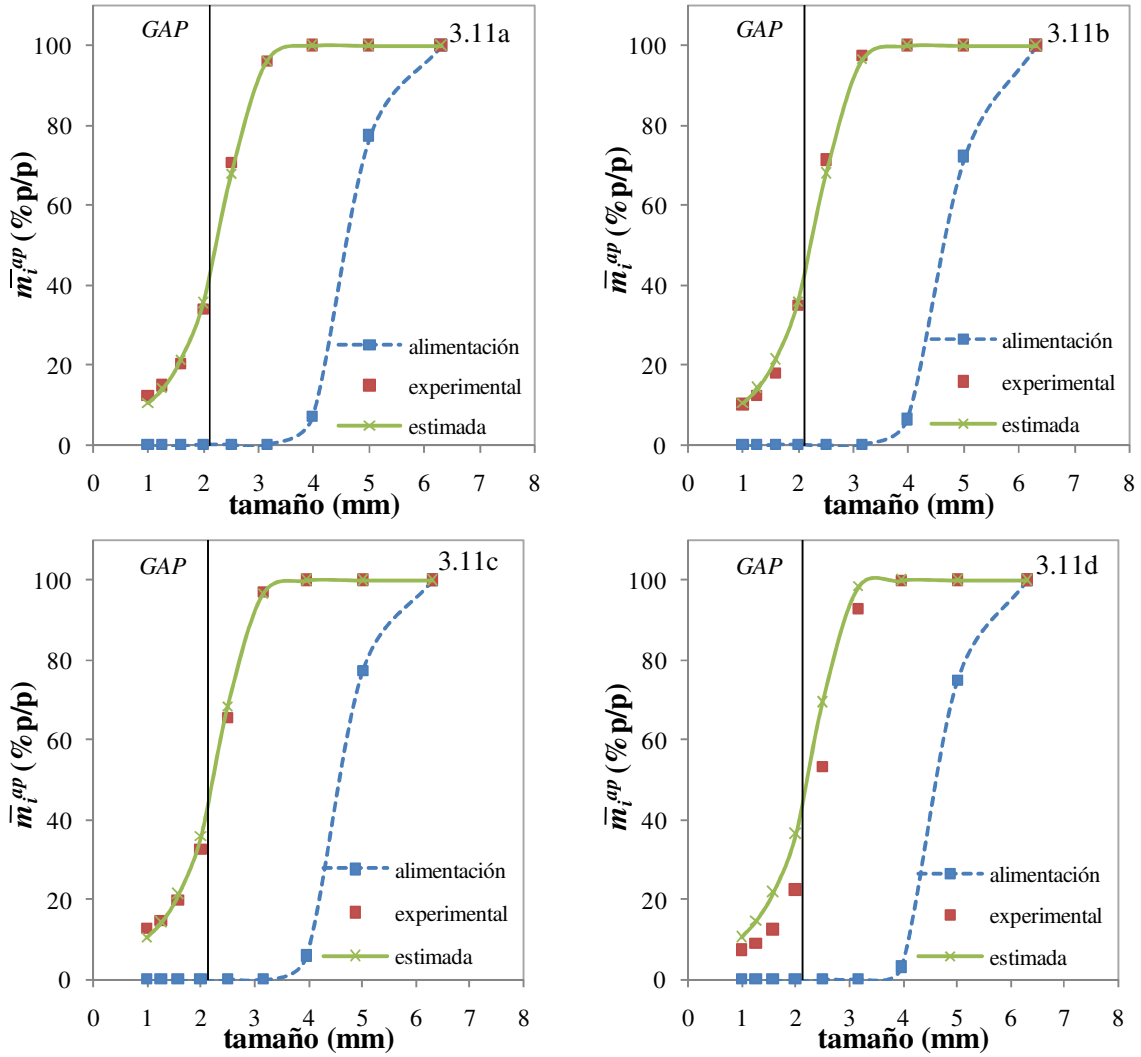 GAP
3.11a
100
80
60
40
20
0
m̅ᵢᵃᵖ (%p/p)
alimentación
experimental
estimada
0 1 2 3 4 5 6 7 8
tamaño (mm)
GAP
3.11b
100
80
60
40
20
0
m̅ᵢᵃᵖ (%p/p)
alimentación
experimental
estimada
0 1 2 3 4 5 6 7 8
tamaño (mm)
GAP
3.11c
100
80
60
40
20
0
m̅ᵢᵃᵖ (%p/p)
alimentación
experimental
estimada
0 1 2 3 4 5 6 7 8
tamaño (mm)
GAP
3.11d
100
80
60
40
20
0
m̅ᵢᵃᵖ (%p/p)
alimentación
experimental
estimada
0 1 2 3 4 5 6 7 8
tamaño (mm)